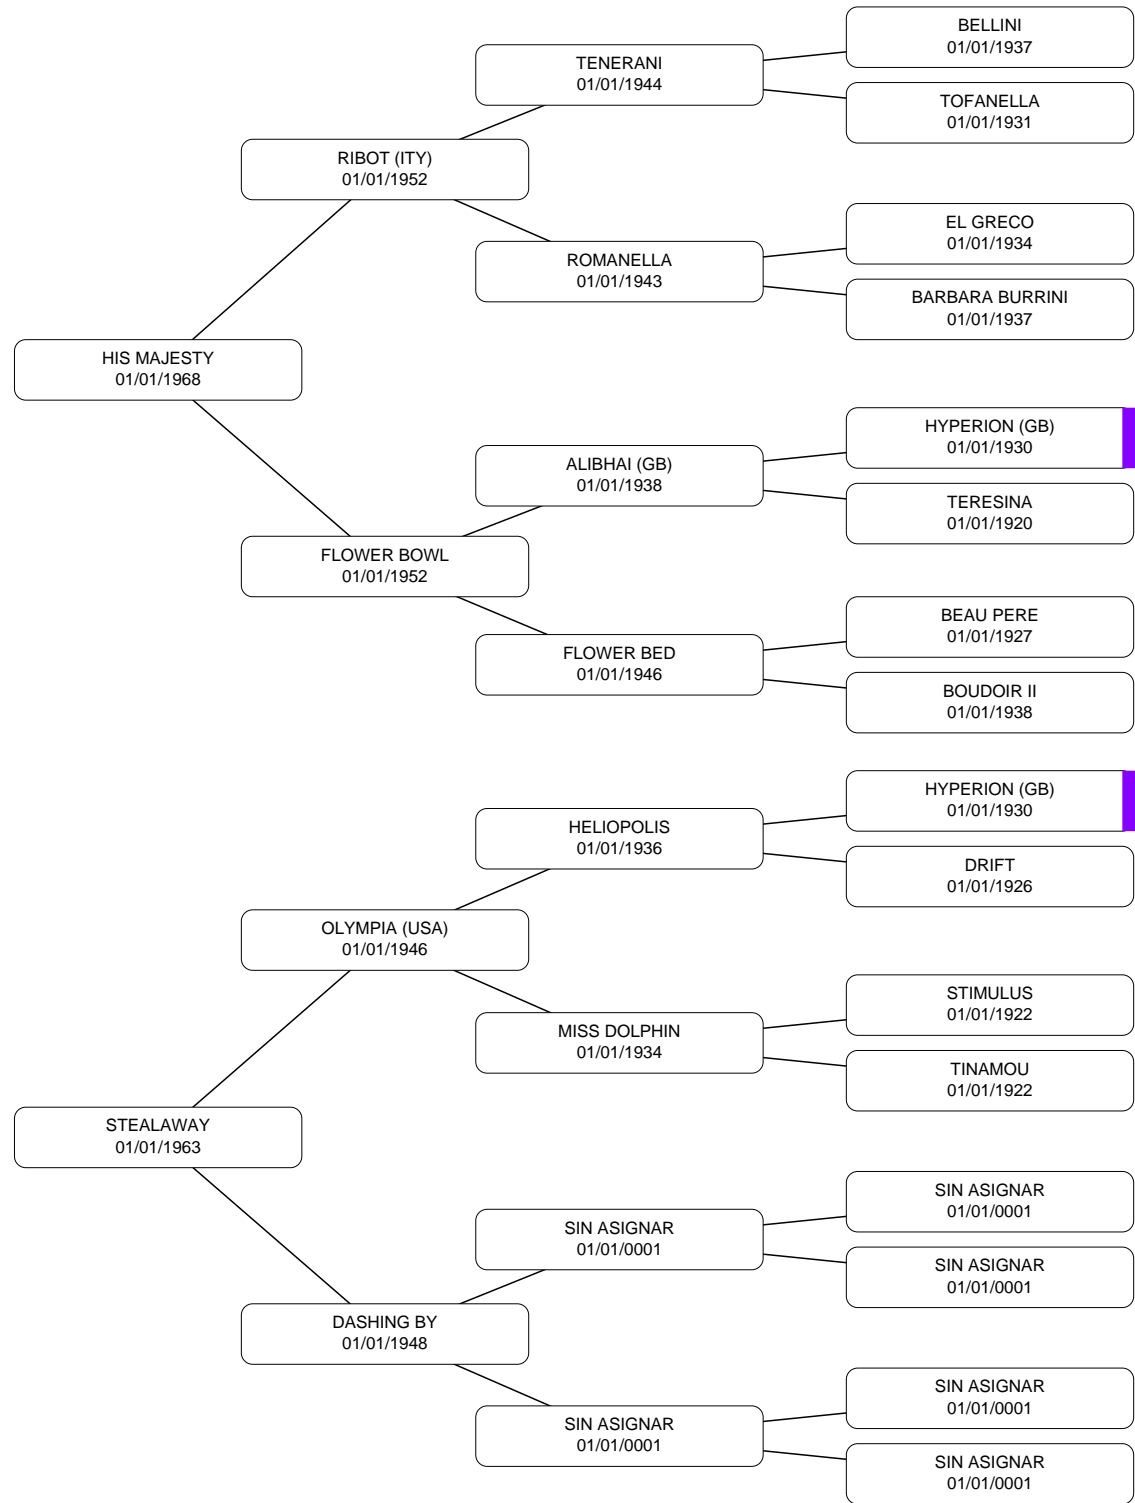 BELLINI
01/01/1937
TENERANI
01/01/1944
TOFANELLA
01/01/1931
RIBOT (ITY)
01/01/1952
EL GRECO
01/01/1934
ROMANELLA
01/01/1943
BARBARA BURRINI
01/01/1937
HIS MAJESTY
01/01/1968
HYPERION (GB)
01/01/1930
ALIBHAI (GB)
01/01/1938
TERESINA
01/01/1920
FLOWER BOWL
01/01/1952
BEAU PERE
01/01/1927
FLOWER BED
01/01/1946
BOUDOIR II
01/01/1938
HYPERION (GB)
01/01/1930
HELIOPOLIS
01/01/1936
DRIFT
01/01/1926
OLYMPIA (USA)
01/01/1946
STIMULUS
01/01/1922
MISS DOLPHIN
01/01/1934
TINAMOU
01/01/1922
STEALAWAY
01/01/1963
SIN ASIGNAR
01/01/0001
SIN ASIGNAR
01/01/0001
SIN ASIGNAR
01/01/0001
DASHING BY
01/01/1948
SIN ASIGNAR
01/01/0001
SIN ASIGNAR
01/01/0001
SIN ASIGNAR
01/01/0001